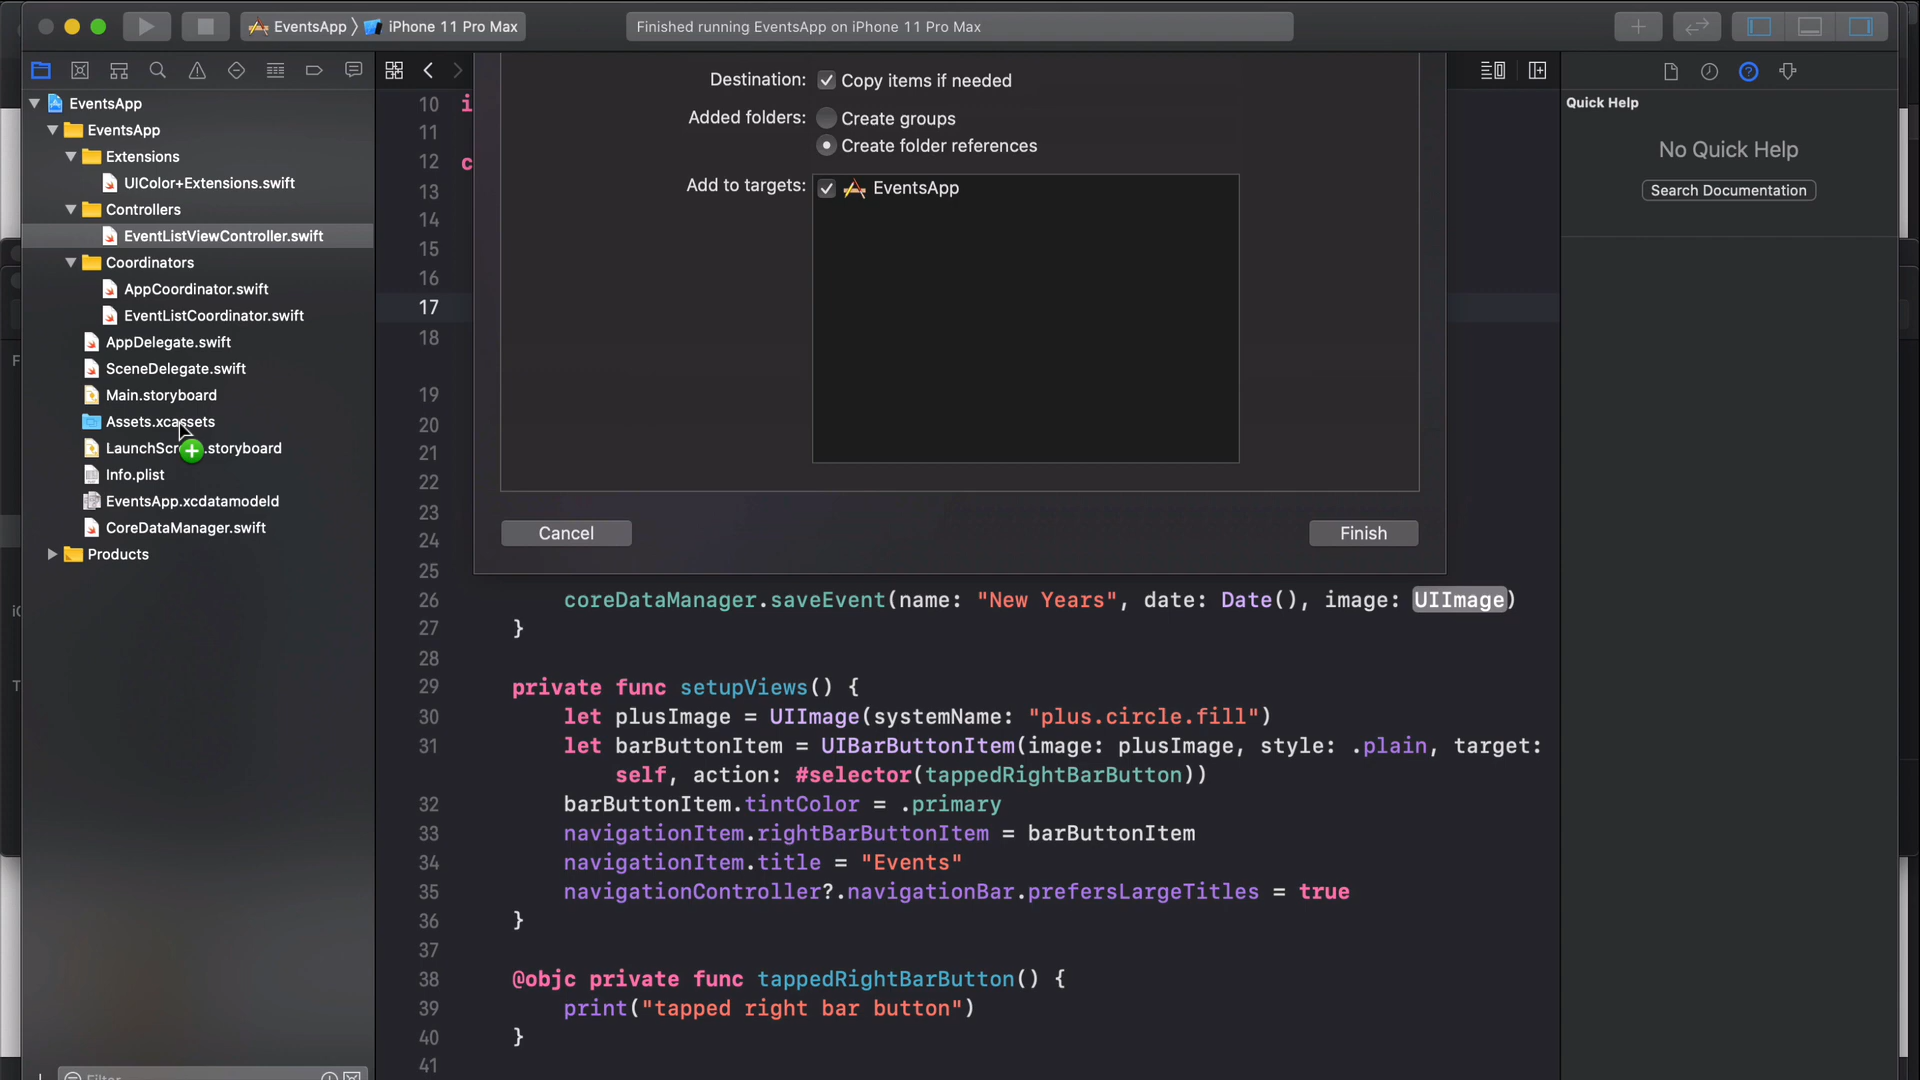 EventsApp
iPhone 11 Pro Max
Finished running EventsApp on iPhone 11 Pro Max
EventsApp
EventsApp
Extensions
UIColor+Extensions.swift
Controllers
EventListViewController.swift
Coordinators
AppCoordinator.swift
EventListCoordinator.swift
AppDelegate.swift
SceneDelegate.swift
Main.storyboard
Assets.xcassets
.storyboard
Info.plist
EventsApp.xcdatamodeld
CoreDataManager.swift
Products
Destination: Copy items if needed
Added folders: Create groups
Create folder references
Add to targets: EventsApp
Cancel
Finish
10 i
11
12 c
13
14
15
16
17
18
19
20
21
22
23
24
25
26 coreDataManager.saveEvent(name: "New Years", date: Date(), image: UIImage)
27 }
28
29 private func setupViews() {
30 let plusImage = UIImage(systemName: "plus.circle.fill")
31 let barButtonItem = UIBarButtonItem(image: plusImage, style: .plain, target:
self, action: #selector(tappedRightBarButton))
32 barButtonItem.tintColor = .primary
33 navigationItem.rightBarButtonItem = barButtonItem
34 navigationItem.title = "Events"
35 navigationController?.navigationBar.prefersLargeTitles = true
36 }
37
38 @objc private func tappedRightBarButton() {
39 print("tapped right bar button")
40 }
41
Quick Help
No Quick Help
Search Documentation